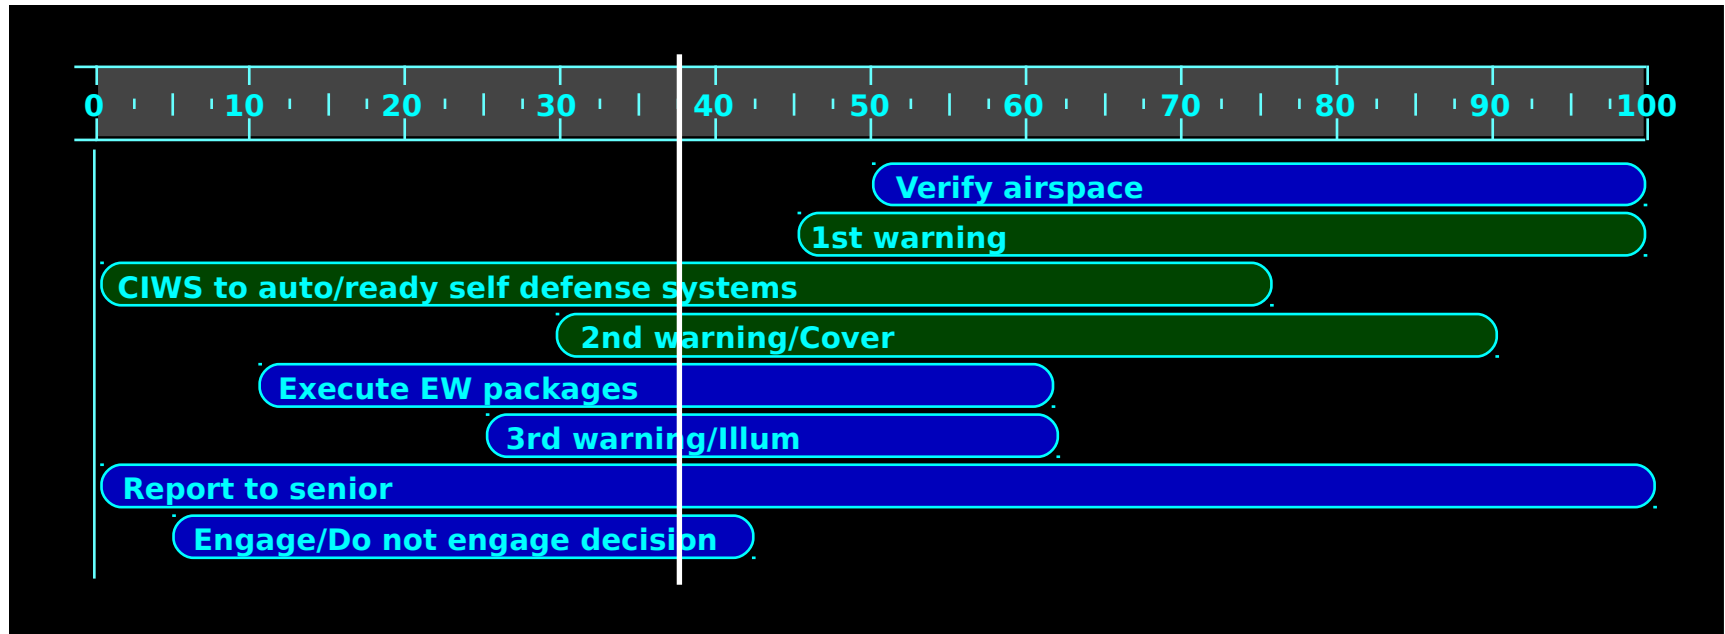 0 10 20 30 40 50 60 70 80 90 100
Verify airspace
1st warning
CIWS to auto/ready self defense systems
2nd warning/Cover
Execute EW packages
3rd warning/Illum
Report to senior
Engage/Do not engage decision